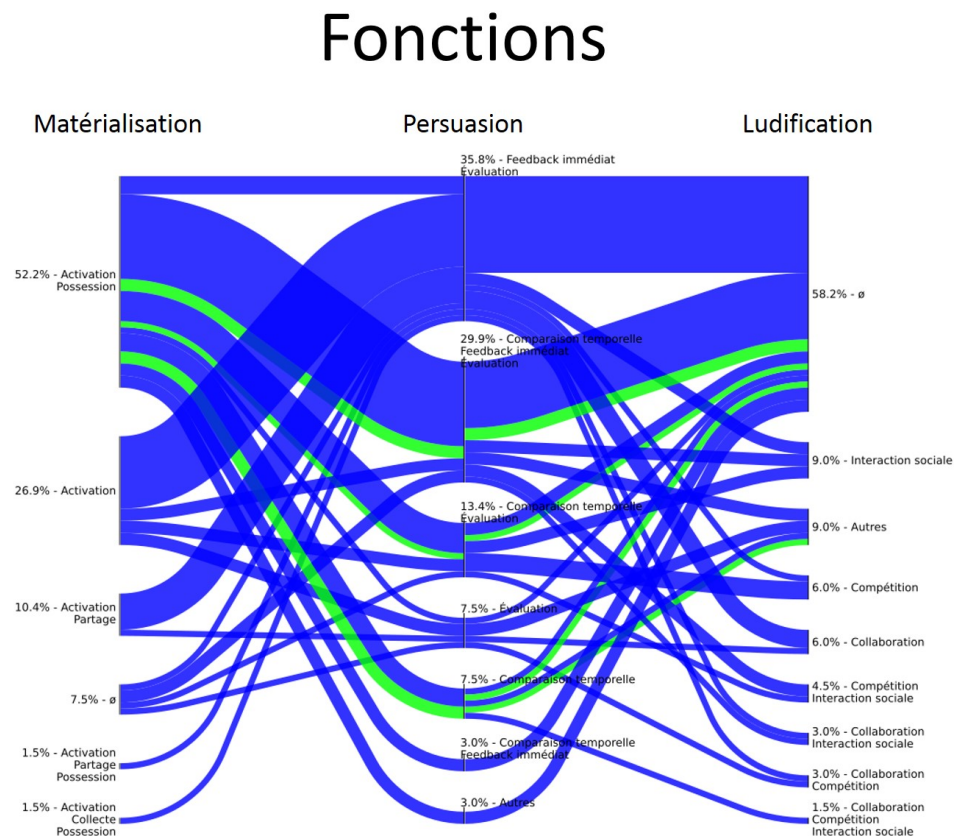 Fonctions
Matérialisation
Persuasion
Ludification
52.2% - Activation
Possession
26.9% - Activation
10.4% - Activation
Partage
7.5% - ø
1.5% - Activation
Partage
Possession
1.5% - Activation
Collecte
Possession
35.8% - Feedback immédiat
Évaluation
29.9% - Comparaison temporelle
Feedback immédiat
Évaluation
13.4% - Comparaison temporelle
Évaluation
7.5% - Évaluation
7.5% - Comparaison temporelle
3.0% - Comparaison temporelle
Feedback immédiat
3.0% - Autres
58.2% - ø
9.0% - Interaction sociale
9.0% - Autres
6.0% - Compétition
6.0% - Collaboration
4.5% - Compétition
Interaction sociale
3.0% - Collaboration
Interaction sociale
3.0% - Collaboration
Compétition
1.5% - Collaboration
Compétition
Interaction sociale